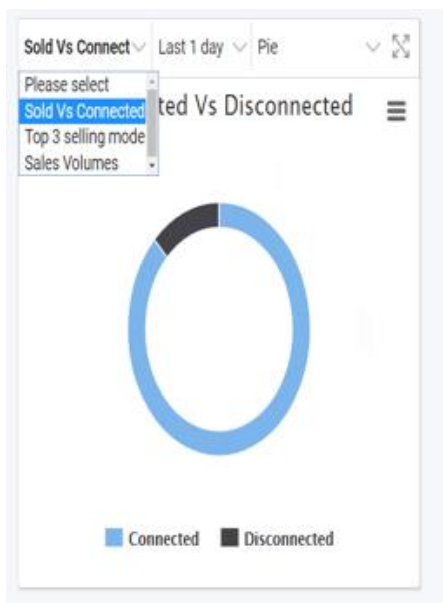 Sold Vs Connect Last 1 day Pie
Please select
Sold Vs Connected
Top 3 selling mode
Sales Volumes
ted Vs Disconnected
Connected Disconnected